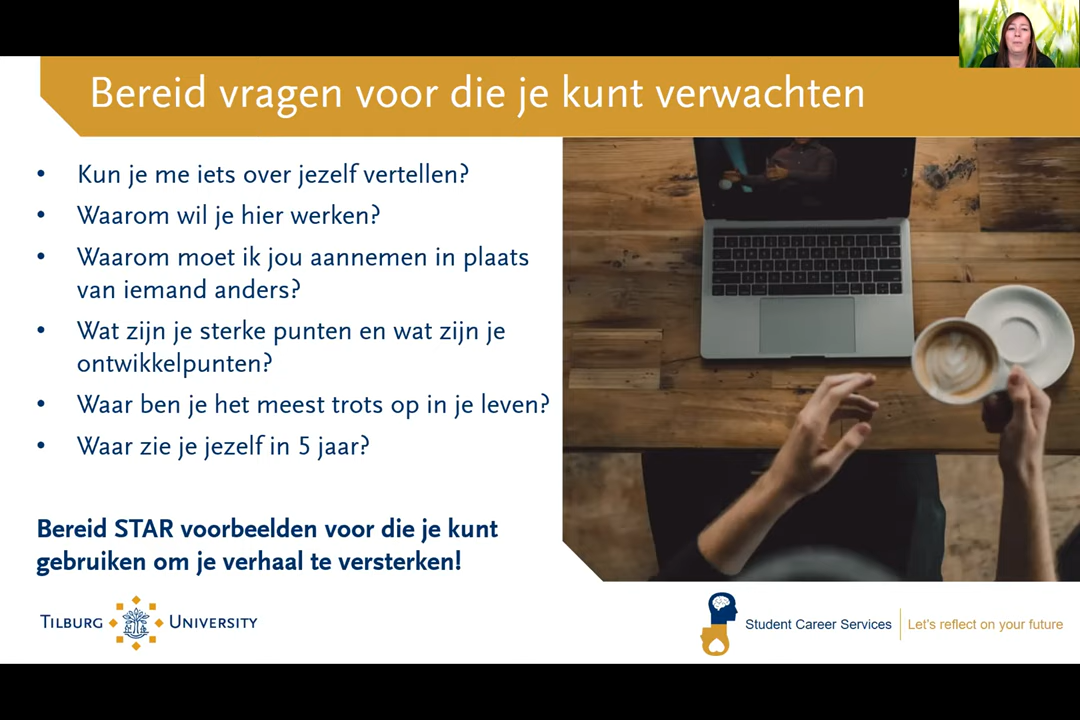 Bereid vragen voor die je kunt verwachten
• Kun je me iets over jezelf vertellen?
• Waarom wil je hier werken?
• Waarom moet ik jou aannemen in plaats
van iemand anders?
• Wat zijn je sterke punten en wat zijn je
ontwikkelpunten?
• Waar ben je het meest trots op in je leven?
• Waar zie je jezelf in 5 jaar?
Bereid STAR voorbeelden voor die je kunt
gebruiken om je verhaal te versterken!
TILBURG UNIVERSITY
Student Career Services | Let's reflect on your future